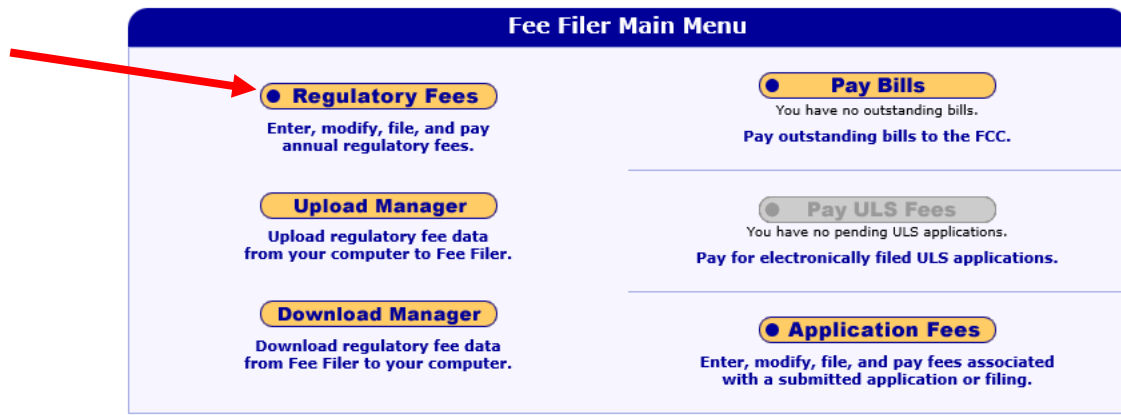 Fee Filer Main Menu
Regulatory Fees
Enter, modify, file, and pay
annual regulatory fees.
Upload Manager
Upload regulatory fee data
from your computer to Fee Filer.
Download Manager
Download regulatory fee data
from Fee Filer to your computer.
Pay Bills
You have no outstanding bills.
Pay outstanding bills to the FCC.
Pay ULS Fees
You have no pending ULS applications.
Pay for electronically filed ULS applications.
Application Fees
Enter, modify, file, and pay fees associated
with a submitted application or filing.